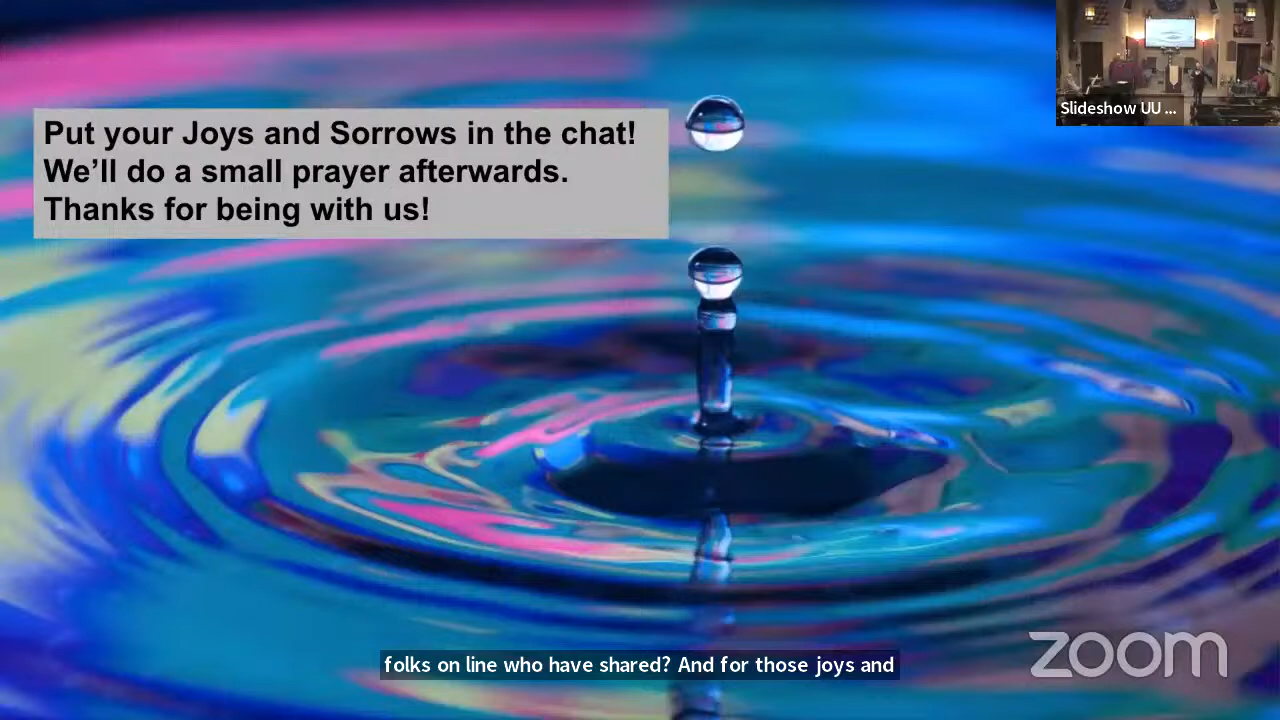 Slideshow UU ...
Put your Joys and Sorrows in the chat!
We'll do a small prayer afterwards.
Thanks for being with us!
zoom
folks on line who have shared? And for those joys and